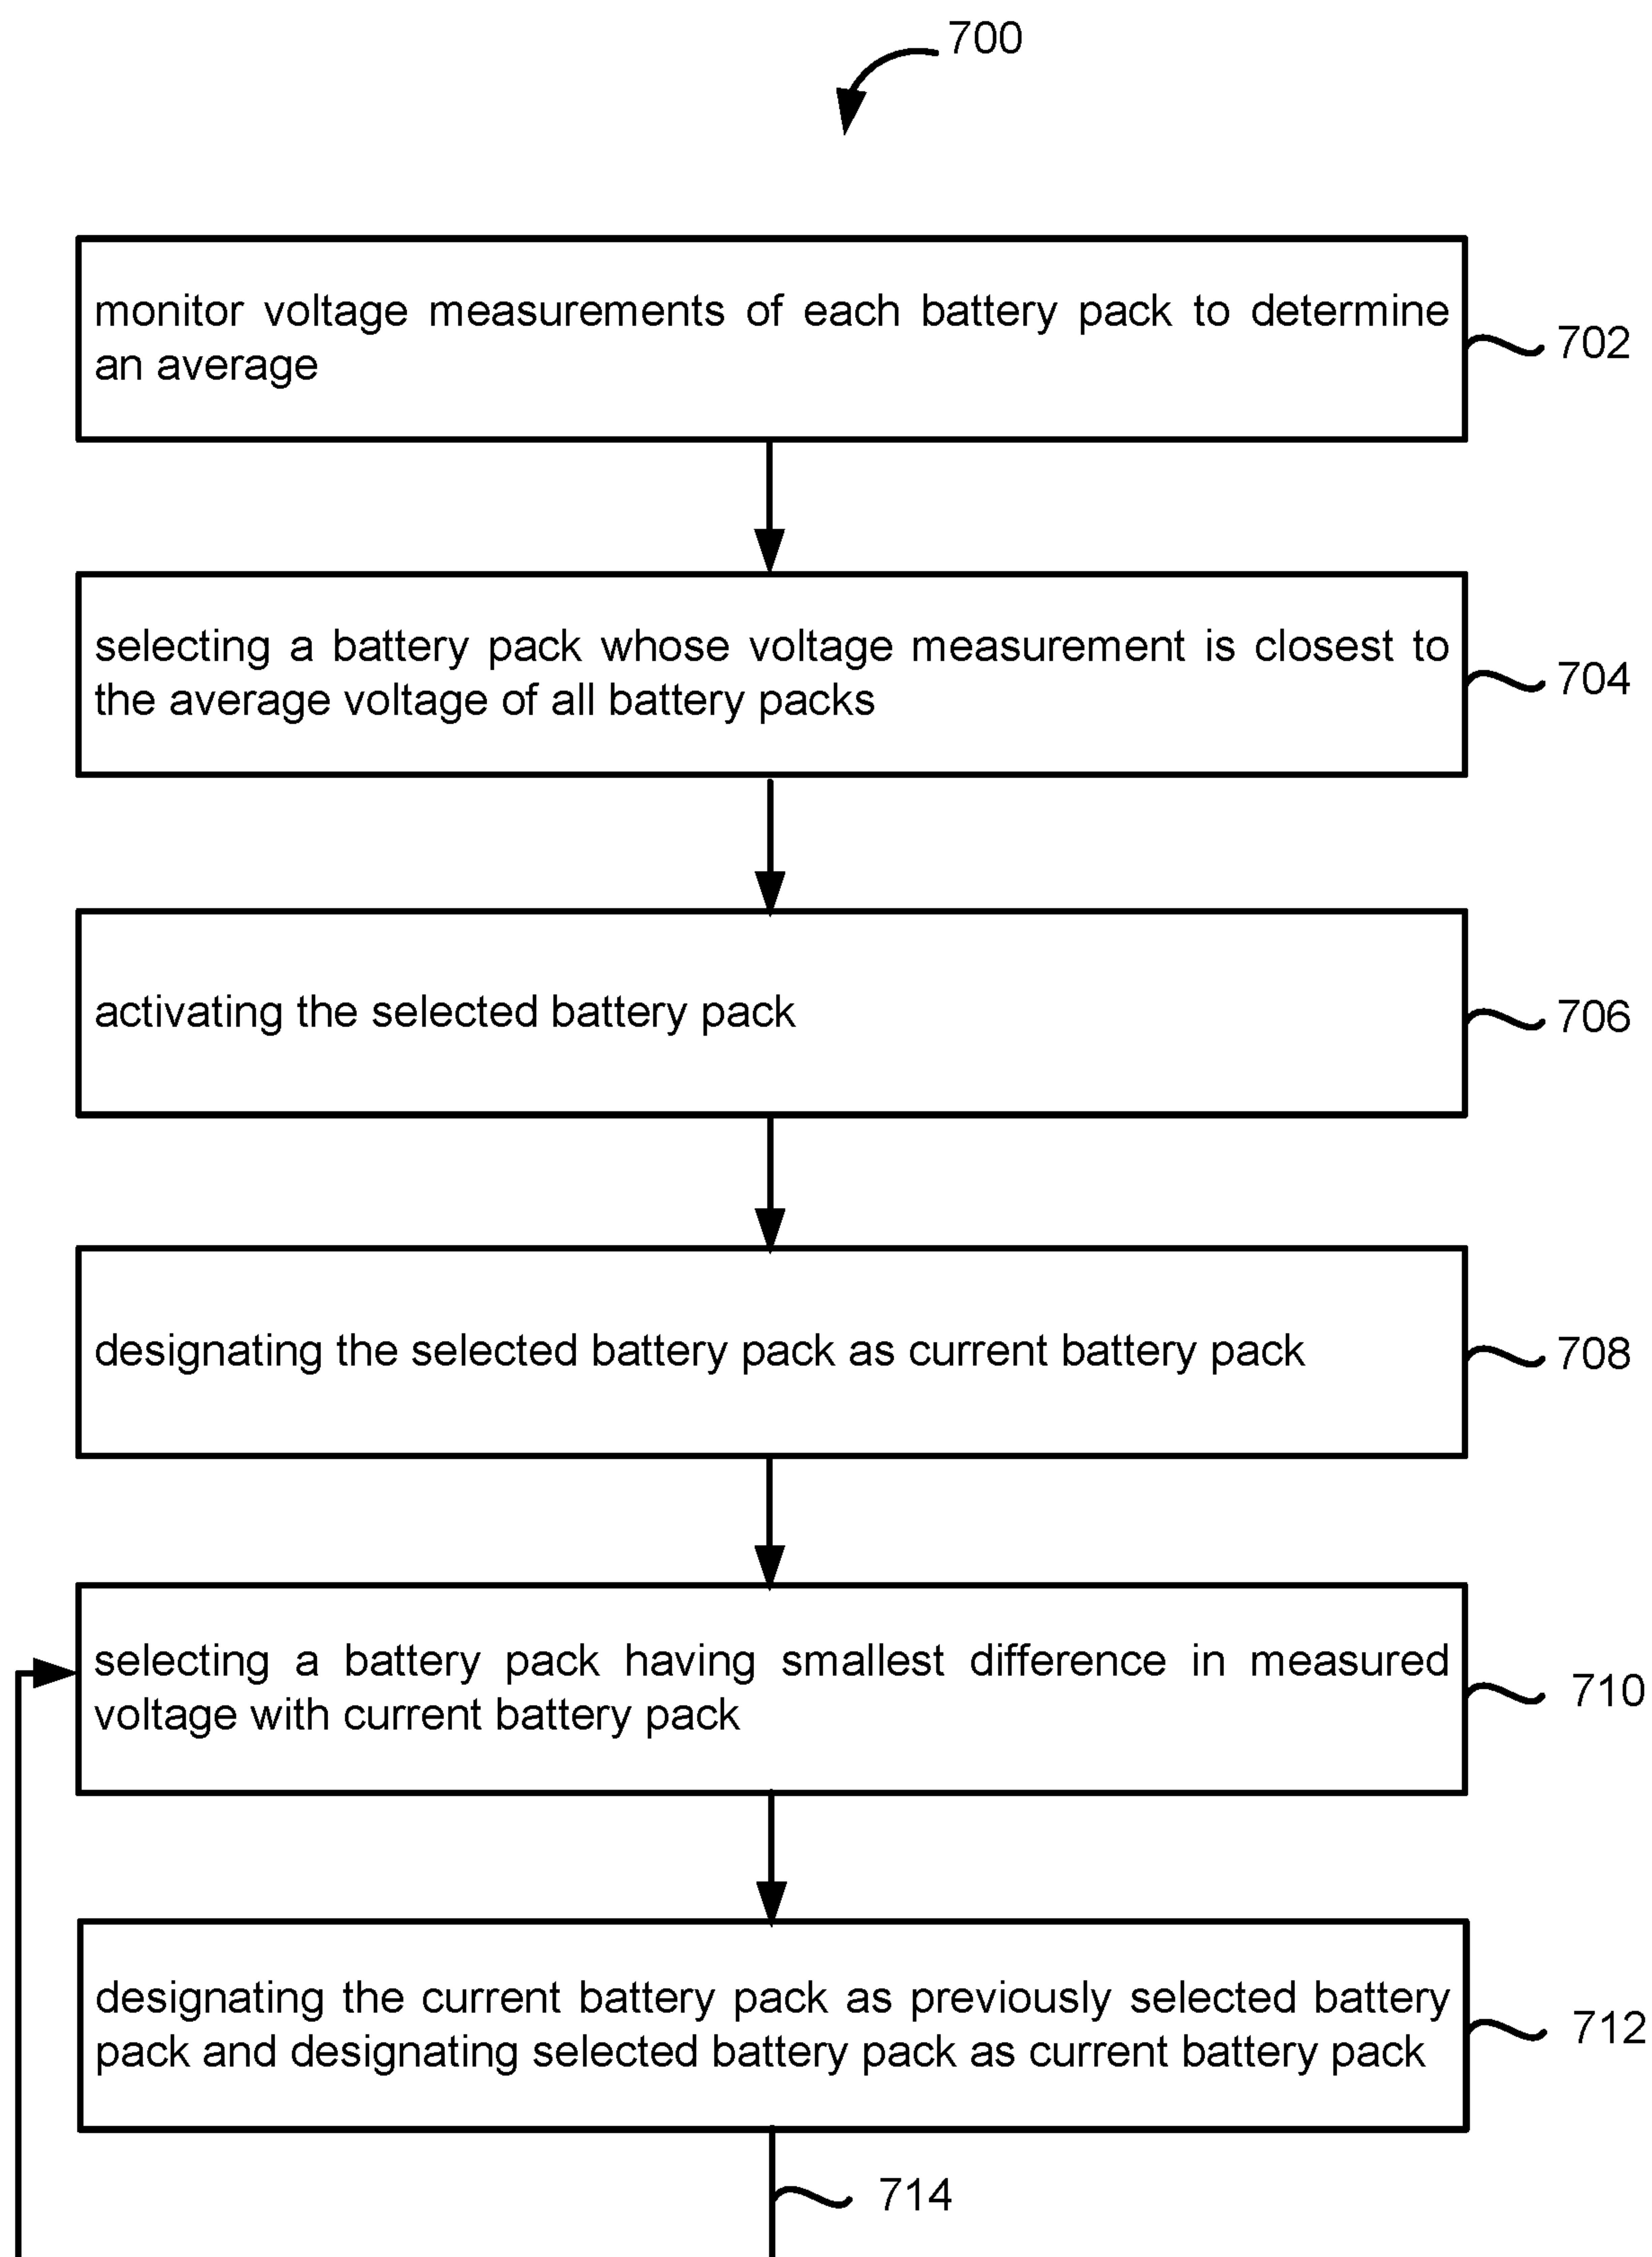 700
monitor voltage measurements of each battery pack to determine
an average
702
selecting a battery pack whose voltage measurement is closest to
the average voltage of all battery packs
704
activating the selected battery pack
706
designating the selected battery pack as current battery pack
708
selecting a battery pack having smallest difference in measured
voltage with current battery pack
710
designating the current battery pack as previously selected battery
pack and designating selected battery pack as current battery pack
712
714